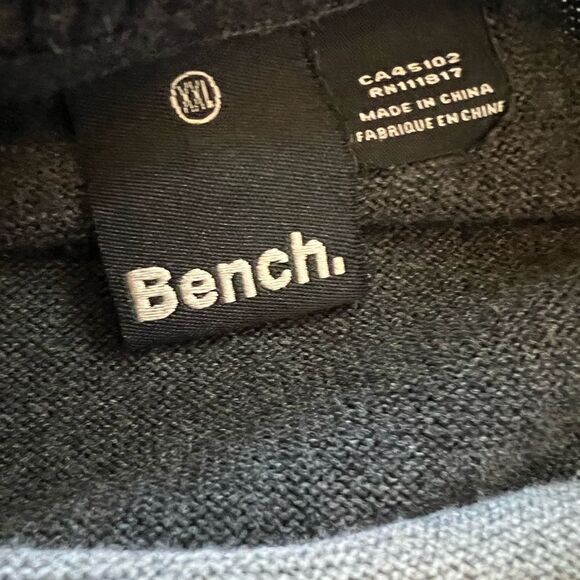 XXL
Bench.
CA45102
RN111817
MADE IN CHINA
FABRIQUE EN CHINE